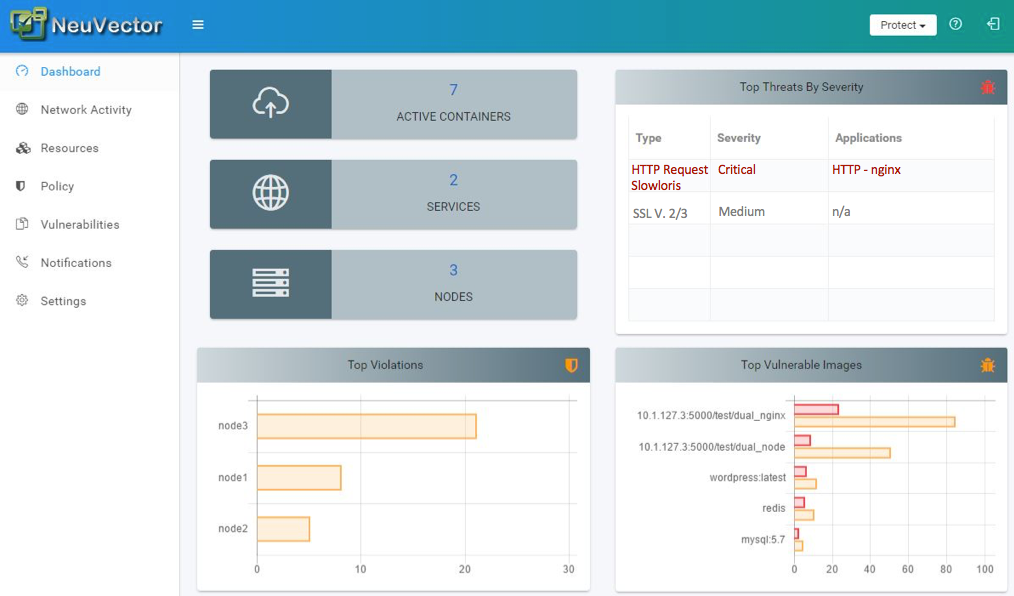 NeuVector
Protect
Dashboard
Network Activity
Resources
Policy
Vulnerabilities
Notifications
Settings
7
ACTIVE CONTAINERS
2
SERVICES
3
NODES
Top Threats By Severity
Type Severity Applications
HTTP Request Critical HTTP - nginx
Slowloris
SSL V. 2/3 Medium n/a
Top Violations
node3
node1
node2
0 10 20 30
Top Vulnerable Images
10.1.127.3:5000/test/dual_nginx
10.1.127.3:5000/test/dual_node
wordpress:latest
redis
mysql:5.7
0 20 40 60 80 100